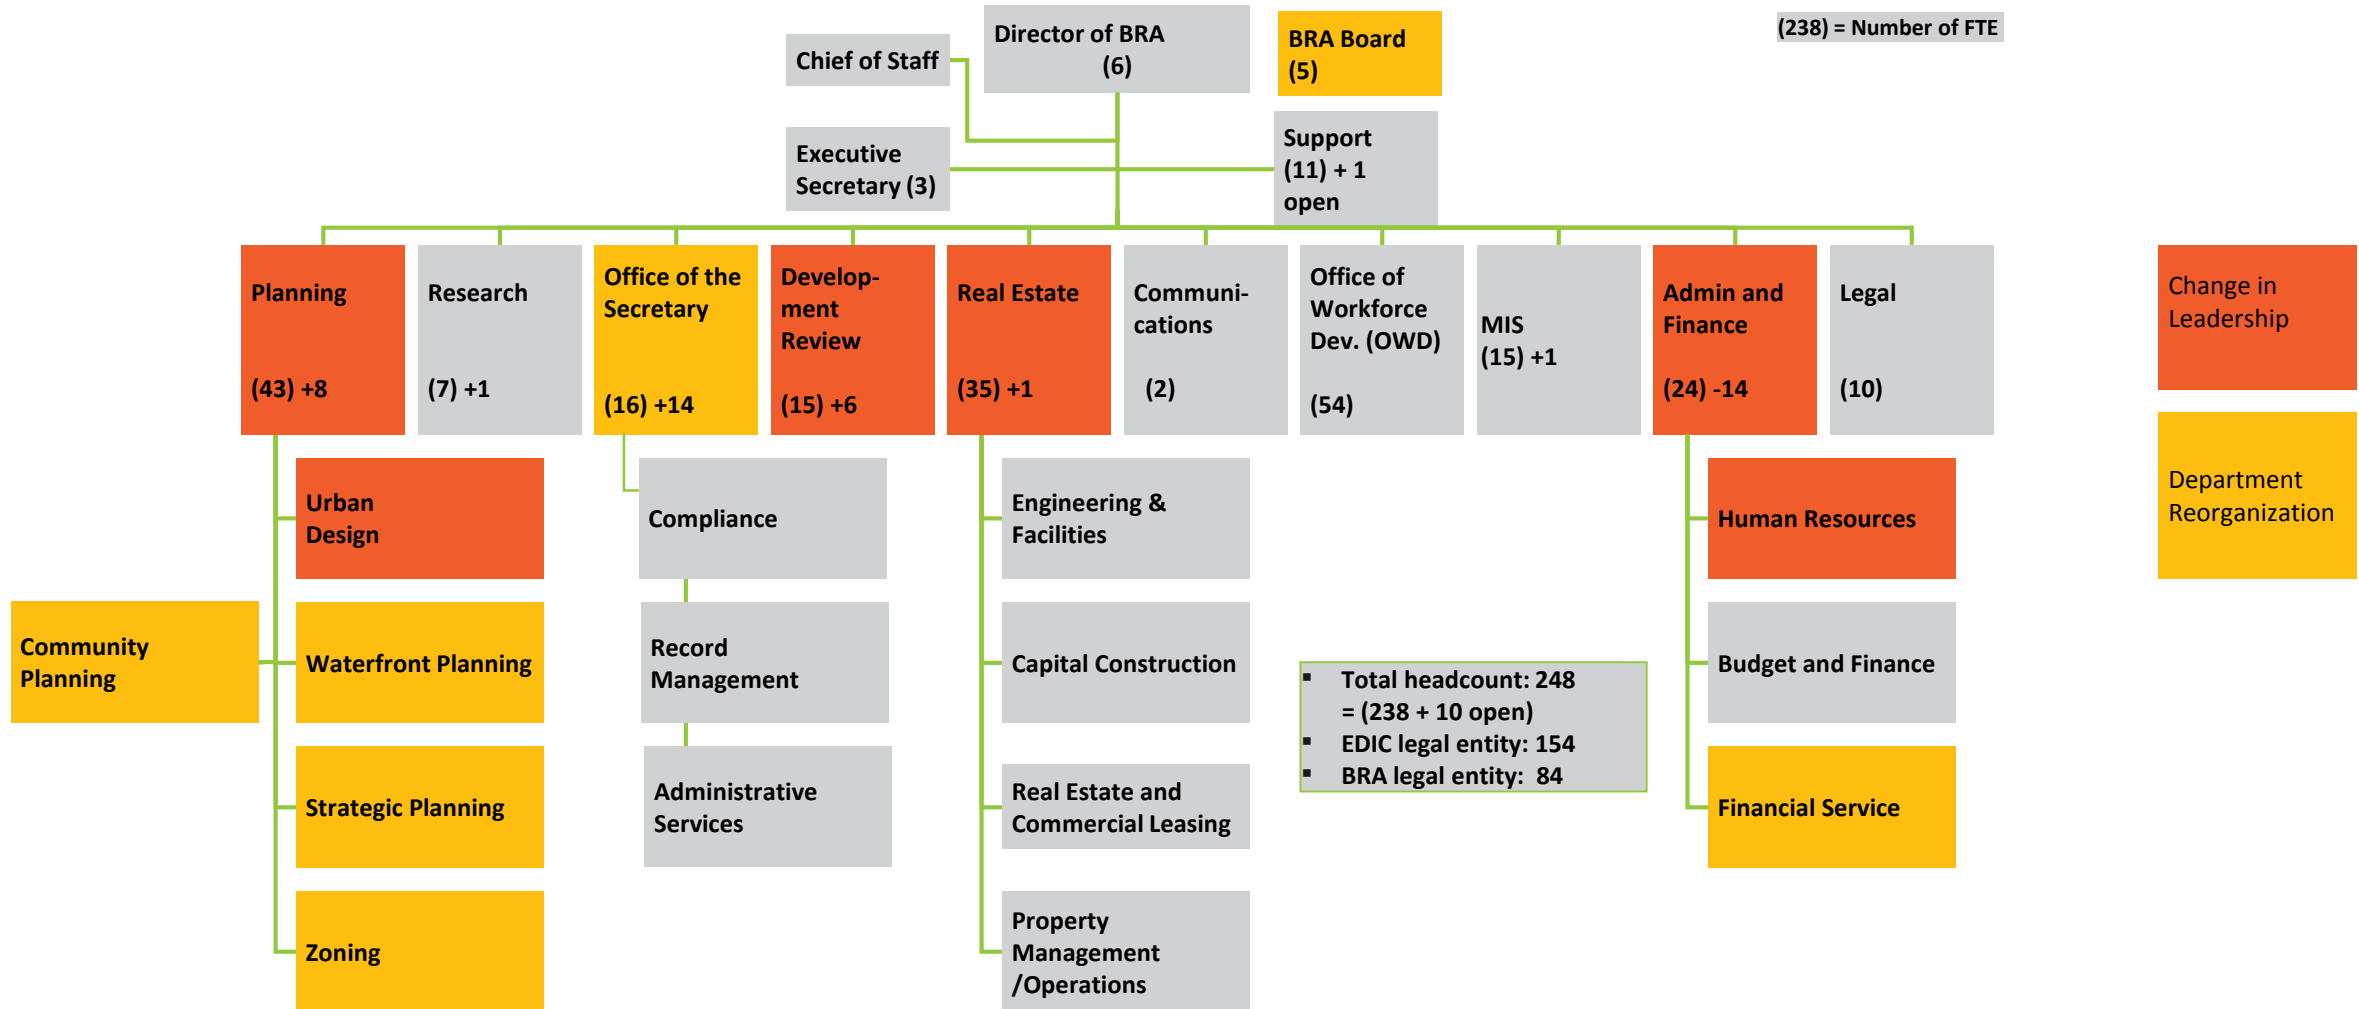 Director of BRA
(6)
BRA Board
(5)
(238) = Number of FTE
Chief of Staff
Executive
Secretary (3)
Support
(11) + 1
open
Planning
(43) +8
Research
(7) +1
Office of the
Secretary
(16) +14
Develop-
ment
Review
(15) +6
Real Estate
(35) +1
Communi-
cations
(2)
Office of
Workforce
Dev. (OWD)
(54)
MIS
(15) +1
Admin and
Finance
(24) -14
Legal
(10)
Change in
Leadership
Department
Reorganization
Urban
Design
Community
Planning
Waterfront Planning
Strategic Planning
Zoning
Compliance
Record
Management
Administrative
Services
Engineering &
Facilities
Capital Construction
Real Estate and
Commercial Leasing
Property
Management
/Operations
▪ Total headcount: 248
= (238 + 10 open)
▪ EDIC legal entity: 154
▪ BRA legal entity: 84
Human Resources
Budget and Finance
Financial Service